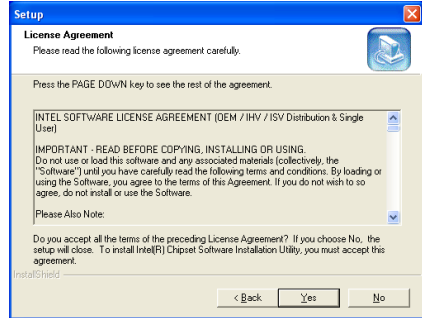 Setup
License Agreement
Please read the following license agreement carefully.
Press the PAGE DOWN key to see the rest of the agreement.
INTEL SOFTWARE LICENSE AGREEMENT (OEM / IHV / ISV Distribution & Single
User)
IMPORTANT - READ BEFORE COPYING, INSTALLING OR USING.
Do not use or load this software and any associated materials (collectively, the
"Software") until you have carefully read the following terms and conditions. By loading or
using the Software, you agree to the terms of this Agreement. If you do not wish to so
agree, do not install or use the Software.
Please Also Note:
Do you accept all the terms of the preceding License Agreement? If you choose No, the
setup will close. To install Intel(R) Chipset Software Installation Utility, you must accept this
agreement.
InstallShield
< Back Yes No